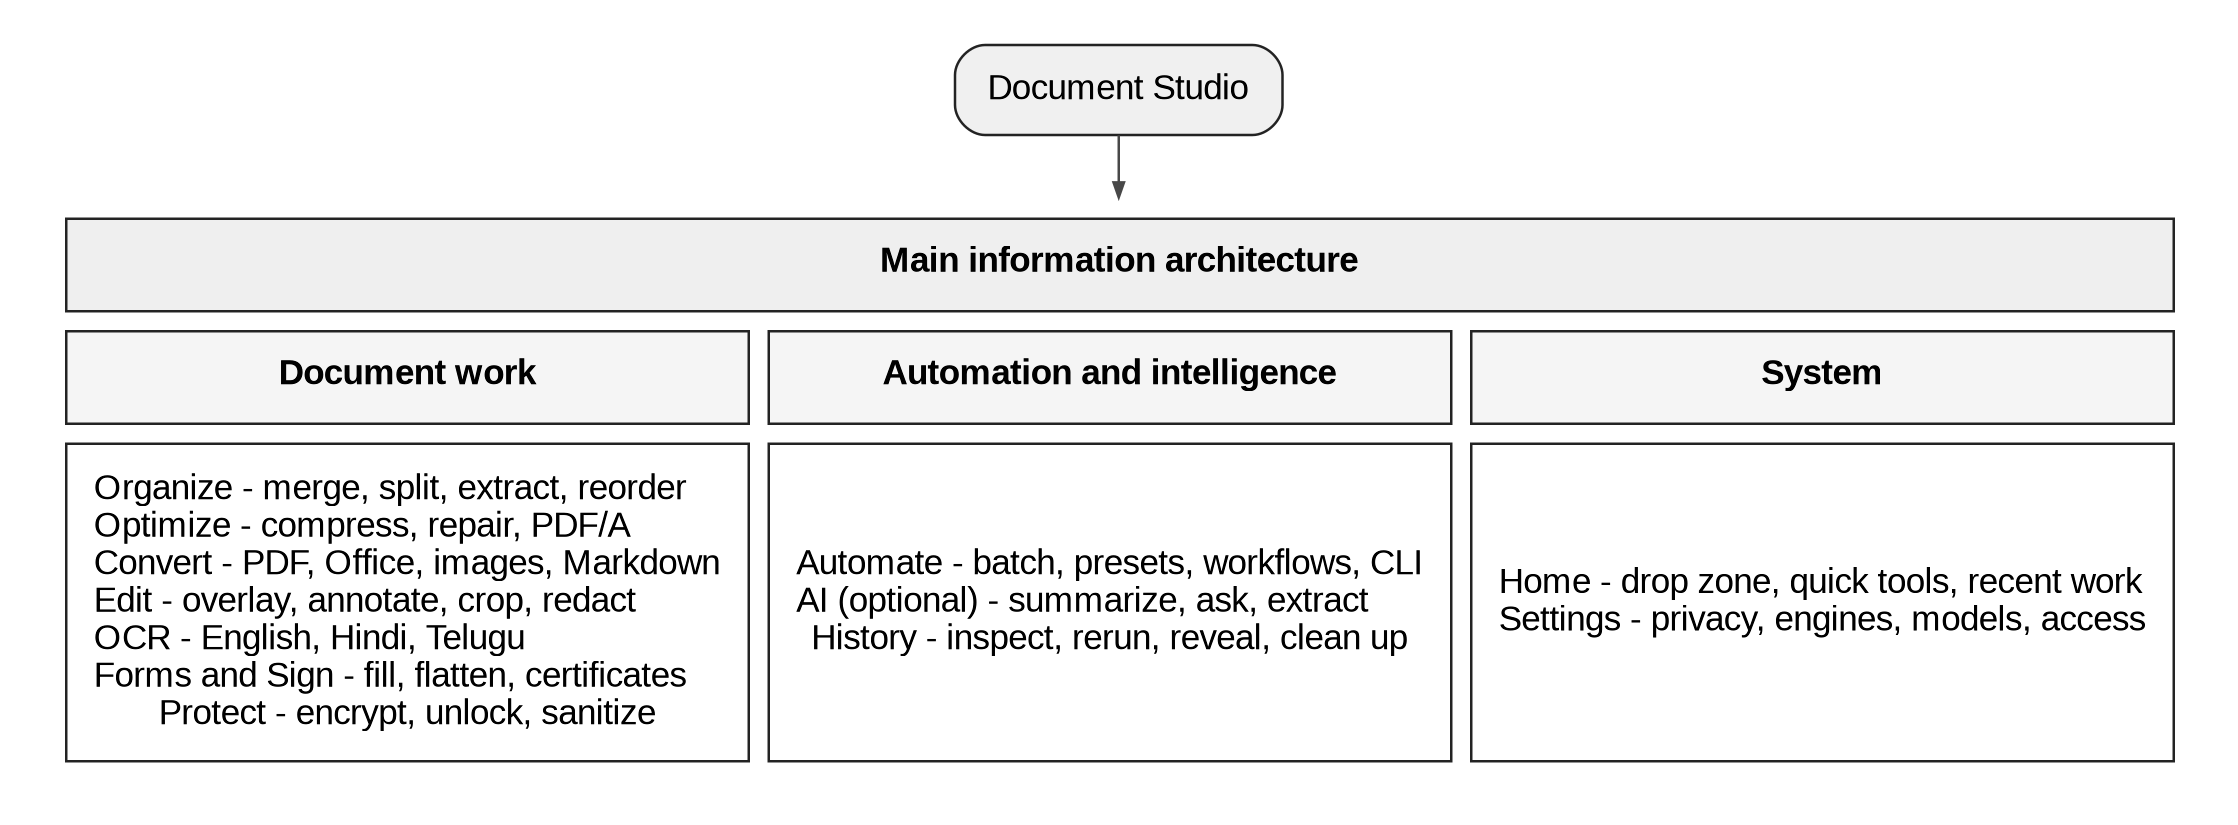 Document Studio
Main information architecture
Document work
Automation and intelligence
System
Organize - merge, split, extract, reorder
Optimize - compress, repair, PDF/A
Convert - PDF, Office, images, Markdown
Edit - overlay, annotate, crop, redact
OCR - English, Hindi, Telugu
Forms and Sign - fill, flatten, certificates
Protect - encrypt, unlock, sanitize
Automate - batch, presets, workflows, CLI
AI (optional) - summarize, ask, extract
History - inspect, rerun, reveal, clean up
Home - drop zone, quick tools, recent work
Settings - privacy, engines, models, access